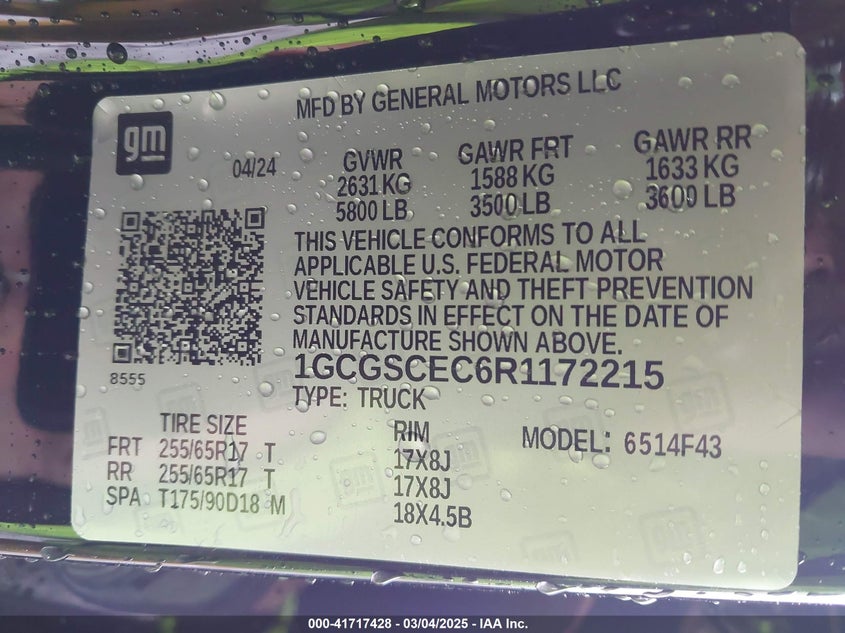 MFD BY GENERAL MOTORS LLC
gm
04/24
GVWR GAWR FRT GAWR RR
2631 KG 1588 KG 1633 KG
5800 LB 3500 LB 3600 LB
THIS VEHICLE CONFORMS TO ALL
APPLICABLE U.S. FEDERAL MOTOR
VEHICLE SAFETY AND THEFT PREVENTION
STANDARDS IN EFFECT ON THE DATE OF
MANUFACTURE SHOWN ABOVE.
1GCGSCEC6R1172215
8555
TYPE: TRUCK
TIRE SIZE RIM MODEL: 6514F43
FRT 255/65R17 T 17X8J
RR 255/65R17 T 17X8J
SPA T175/90D18 M 18X4.5B
000-41717428 - 03/04/2025 - IAA Inc.